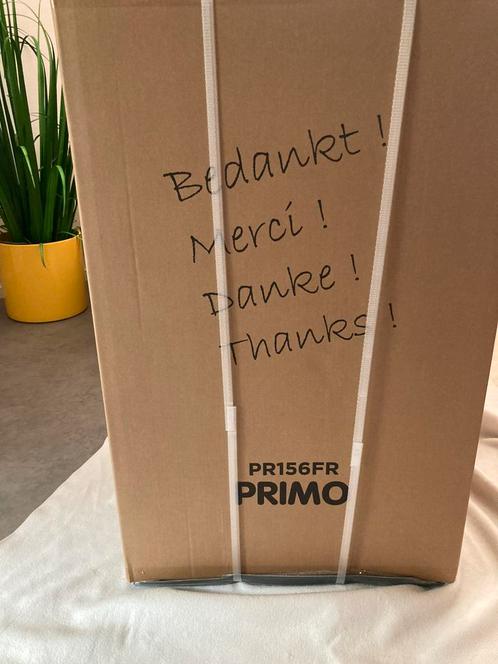 Bedankt !
Merci !
Danke !
Thanks !
PR156FR
PRIMO